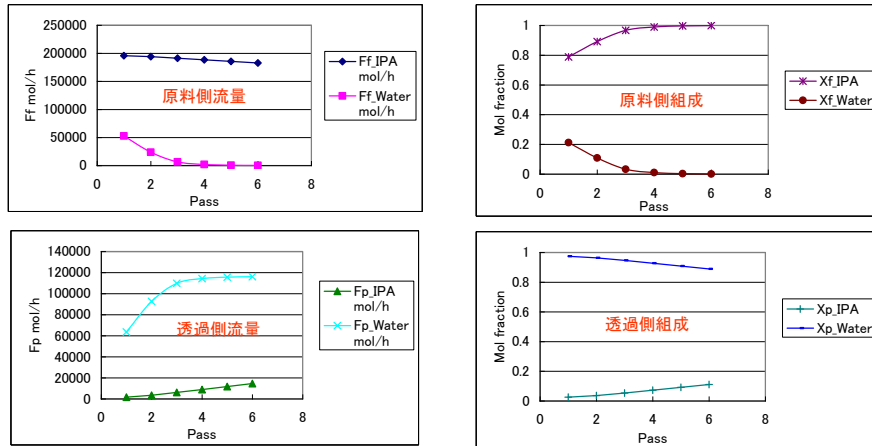 250000
200000
150000
100000
50000
0
Ff mol/h
原料側流量
0
2
4
6
8
Pass
Ff_IPA
mol/h
Ff_Water
mol/h
1
0.8
0.6
0.4
0.2
0
Mol fraction
原料側組成
0
2
4
6
8
Pass
Xf_IPA
Xf_Water
140000
120000
100000
80000
60000
40000
20000
0
Fp mol/h
透過側流量
0
2
4
6
8
Pass
Fp_IPA
mol/h
Fp_Water
mol/h
1
0.8
0.6
0.4
0.2
0
Mol fraction
透過側組成
0
2
4
6
8
Pass
Xp_IPA
Xp_Water